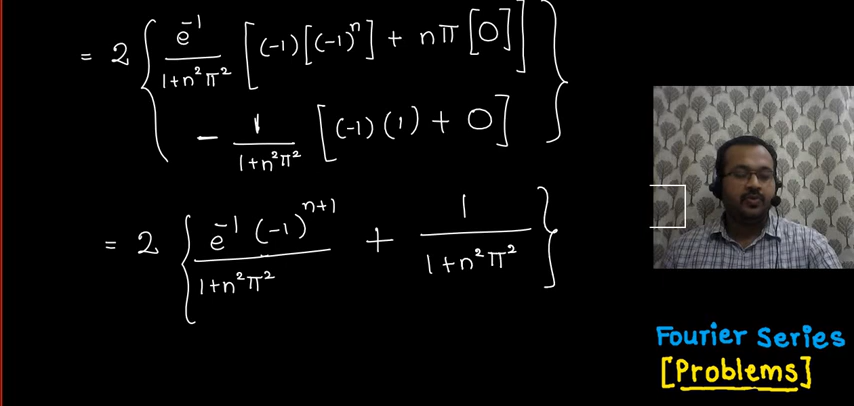 = 2 { e⁻¹/(1+n²π²) [(-1)[(-1)ⁿ] + nπ [0]]
- 1/(1+n²π²) [(-1)(1) + 0] }
= 2 { e⁻¹ (-1)ⁿ⁺¹/(1+n²π²) + 1/(1+n²π²) }
Fourier Series
[Problems]